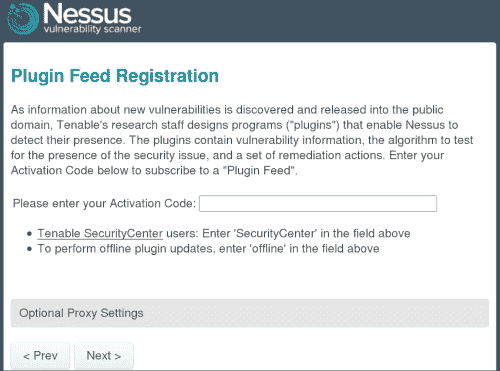 Nessus
vulnerability scanner
Plugin Feed Registration
As information about new vulnerabilities is discovered and released into the public
domain, Tenable's research staff designs programs ("plugins") that enable Nessus to
detect their presence. The plugins contain vulnerability information, the algorithm to test
for the presence of the security issue, and a set of remediation actions. Enter your
Activation Code below to subscribe to a "Plugin Feed".
Please enter your Activation Code:
• Tenable SecurityCenter users: Enter 'SecurityCenter' in the field above
• To perform offline plugin updates, enter 'offline' in the field above
Optional Proxy Settings
< Prev Next >